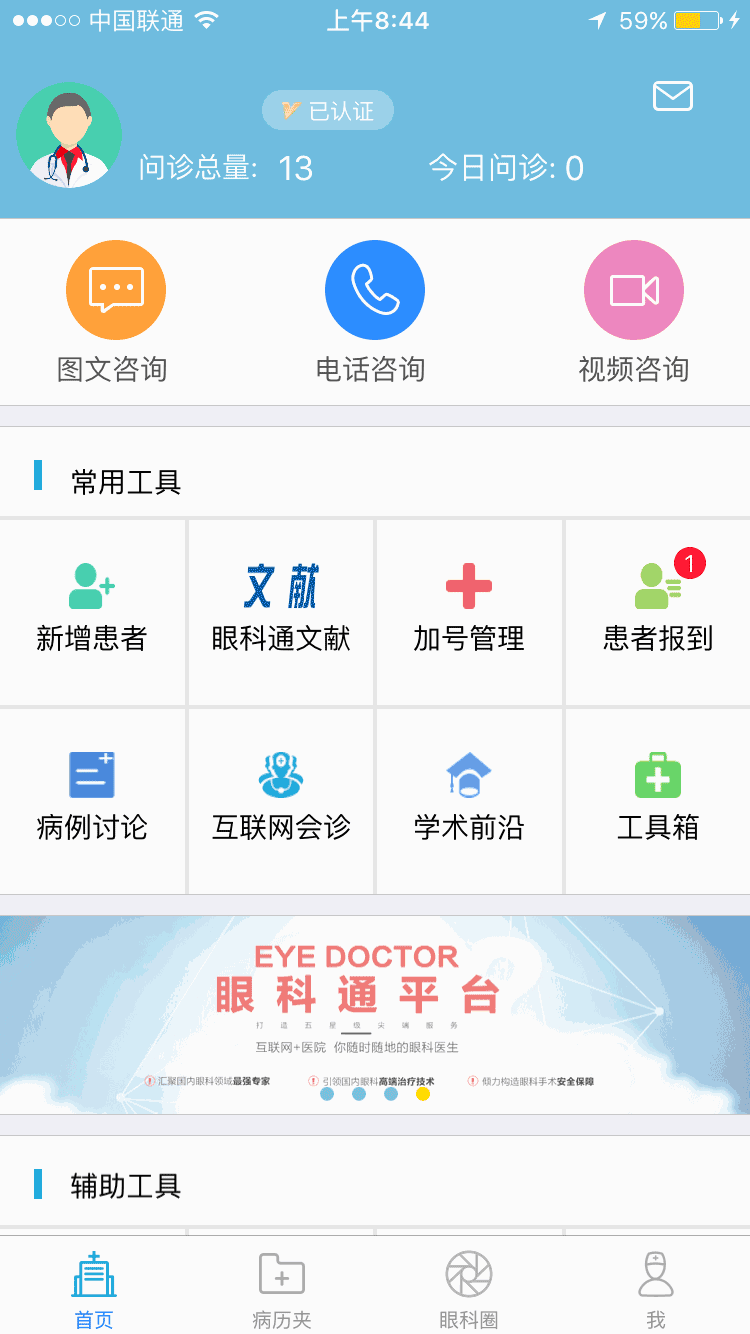 中国联通 上午8:44 59%
已认证
问诊总量: 13 今日问诊: 0
图文咨询 电话咨询 视频咨询
常用工具
文献 1
新增患者 眼科通文献 加号管理 患者报到
病例讨论 互联网会诊 学术前沿 工具箱
EYE DOCTOR
眼科通平台
打造五星级尖端服务
互联网+医院 你随时随地的眼科医生
汇聚国内眼科领域最强专家 引领国内眼科高端治疗技术 倾力构造眼科手术安全保障
辅助工具
首页 病历夹 眼科圈 我